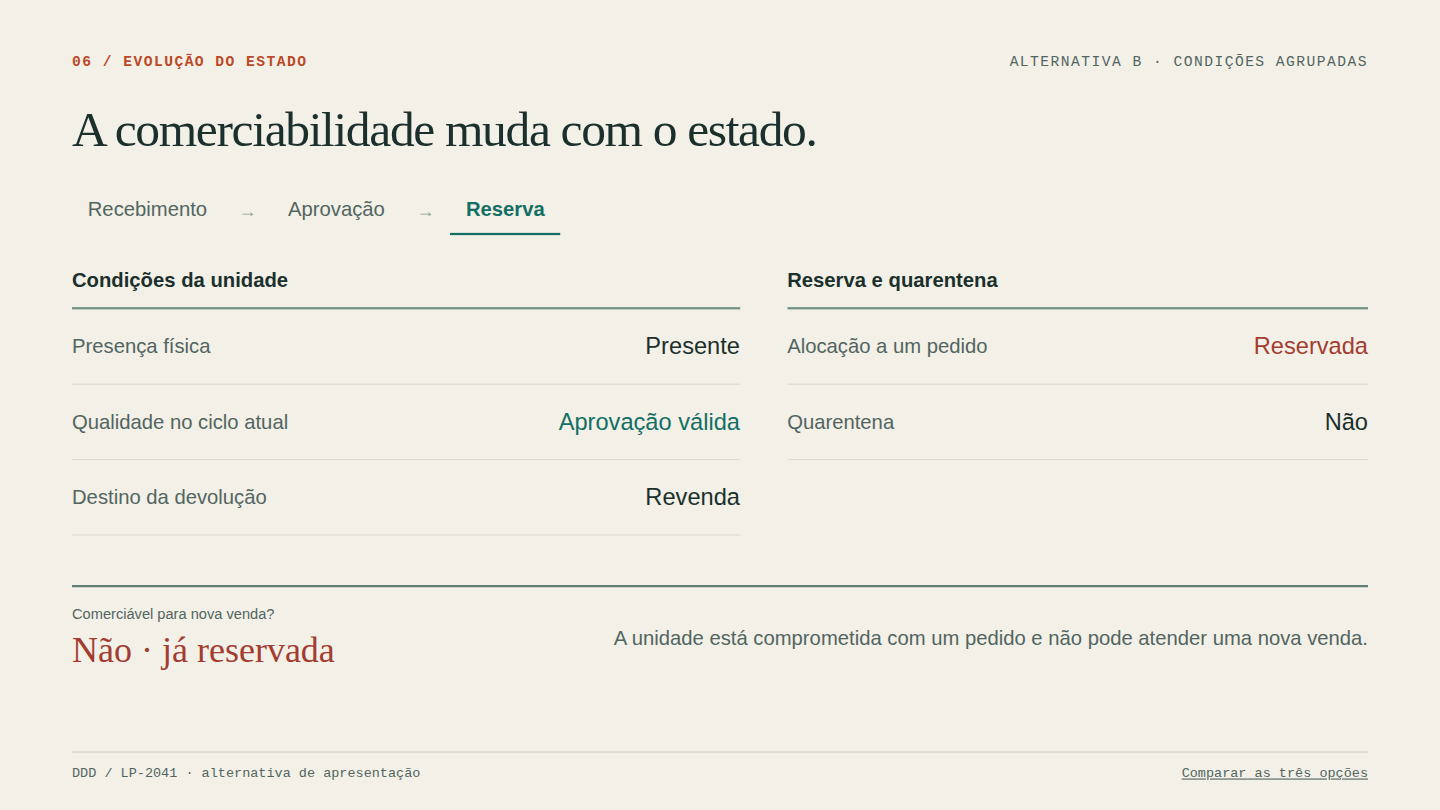 06 / EVOLUÇÃO DO ESTADO
ALTERNATIVA B · CONDIÇÕES AGRUPADAS
A comerciabilidade muda com o estado.
Recebimento → Aprovação → Reserva
Condições da unidade
Presença física Presente
Qualidade no ciclo atual Aprovação válida
Destino da devolução Revenda
Reserva e quarentena
Alocação a um pedido Reservada
Quarentena Não
Comerciável para nova venda?
Não · já reservada
A unidade está comprometida com um pedido e não pode atender uma nova venda.
DDD / LP-2041 · alternativa de apresentação
Comparar as três opções